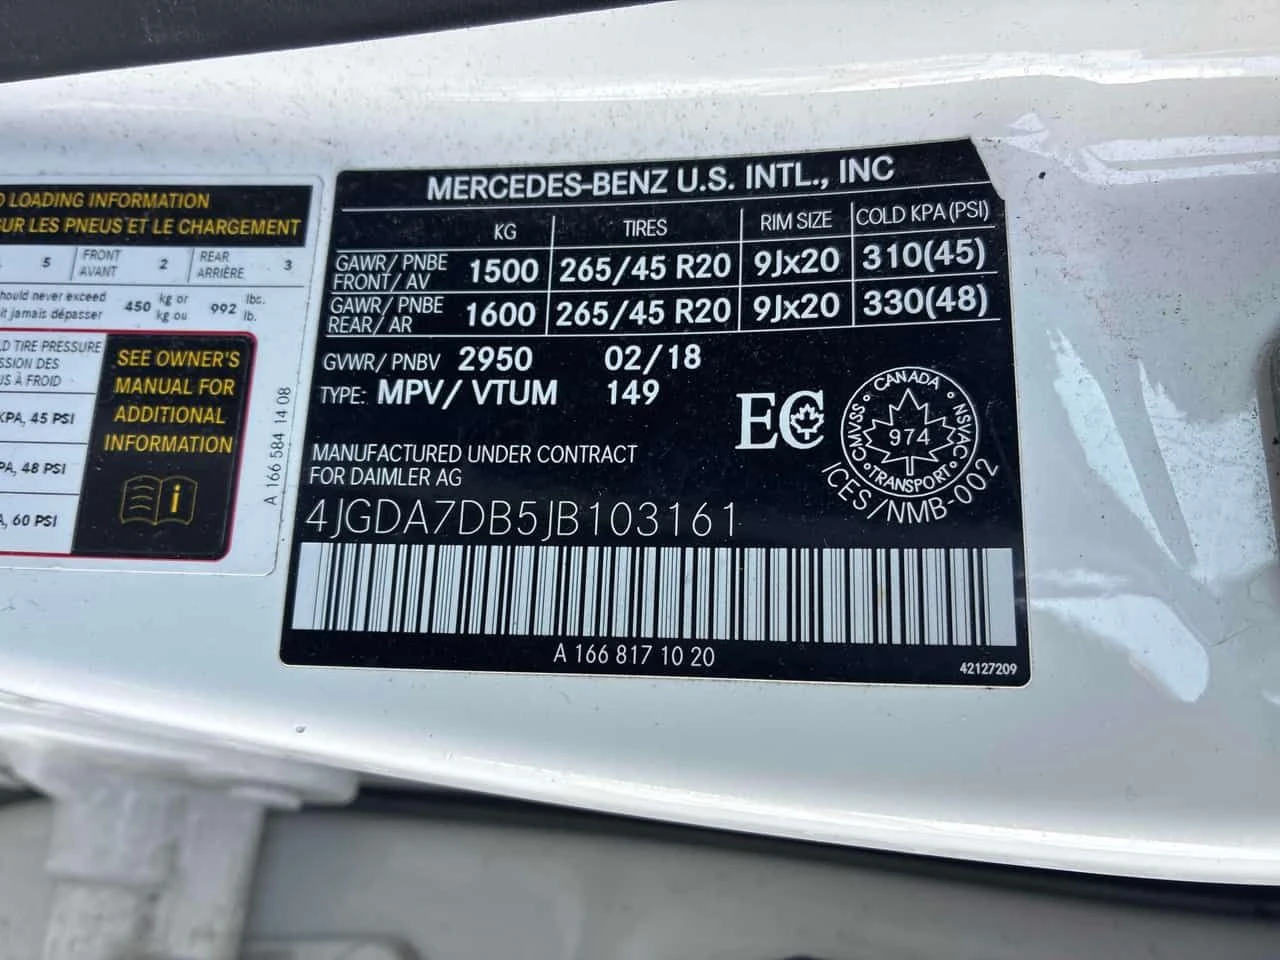 LOADING INFORMATION
SUR LES PNEUS ET LE CHARGEMENT
5 FRONT AVANT 2 REAR ARRIÈRE 3
should never exceed 450 kg or 992 lbs.
jamais dépasser kg ou lb.
TIRE PRESSURE
DES
À FROID
KPA, 45 PSI
48 PSI
60 PSI
SEE OWNER'S
MANUAL FOR
ADDITIONAL
INFORMATION
i
A 166 584 14 08
MERCEDES-BENZ U.S. INTL., INC
KG TIRES RIM SIZE COLD KPA (PSI)
GAWR/ PNBE FRONT/ AV 1500 265/45 R20 9Jx20 310(45)
GAWR/ PNBE REAR/ AR 1600 265/45 R20 9Jx20 330(48)
GVWR/ PNBV 2950 02/18
TYPE: MPV/ VTUM 149
EC
CANADA
CMVSS
NSVAC
974
TRANSPORT
ICES/NMB-002
MANUFACTURED UNDER CONTRACT
FOR DAIMLER AG
4JGDA7DB5JB103161
A 166 817 10 20
42127209